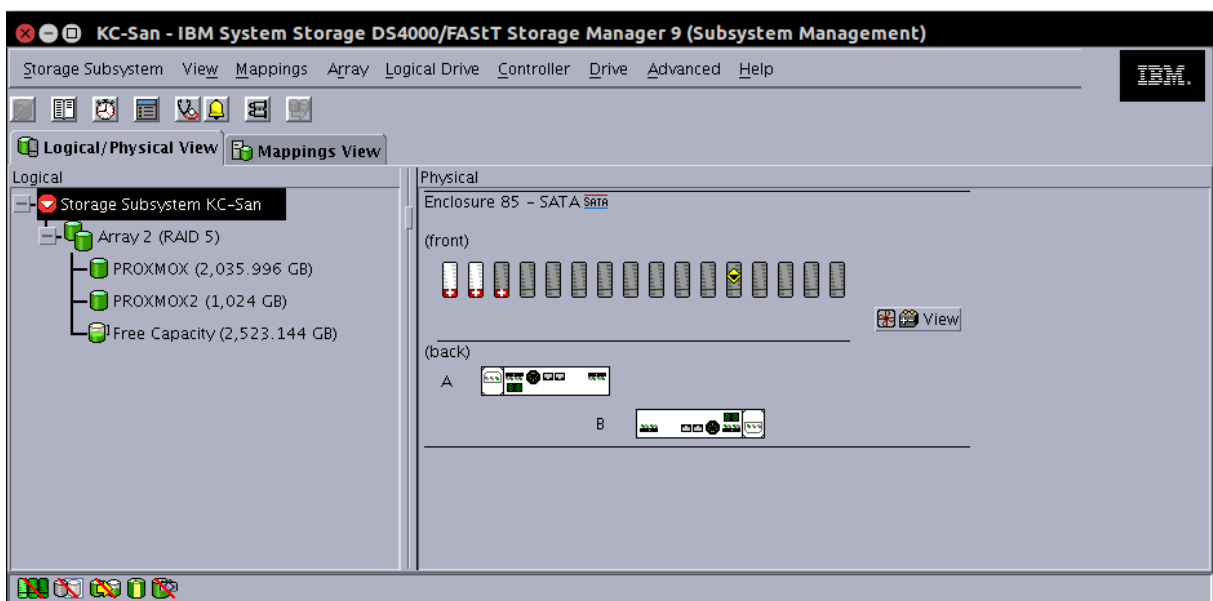 KC-San - IBM System Storage DS4000/FAStT Storage Manager 9 (Subsystem Management)
Storage Subsystem View Mappings Array Logical Drive Controller Drive Advanced Help
IBM.
Logical/Physical View Mappings View
Logical
Storage Subsystem KC-San
Array 2 (RAID 5)
PROXMOX (2,035.996 GB)
PROXMOX2 (1,024 GB)
Free Capacity (2,523.144 GB)
Physical
Enclosure 85 - SATA SATA
(front)
View
(back)
A
B